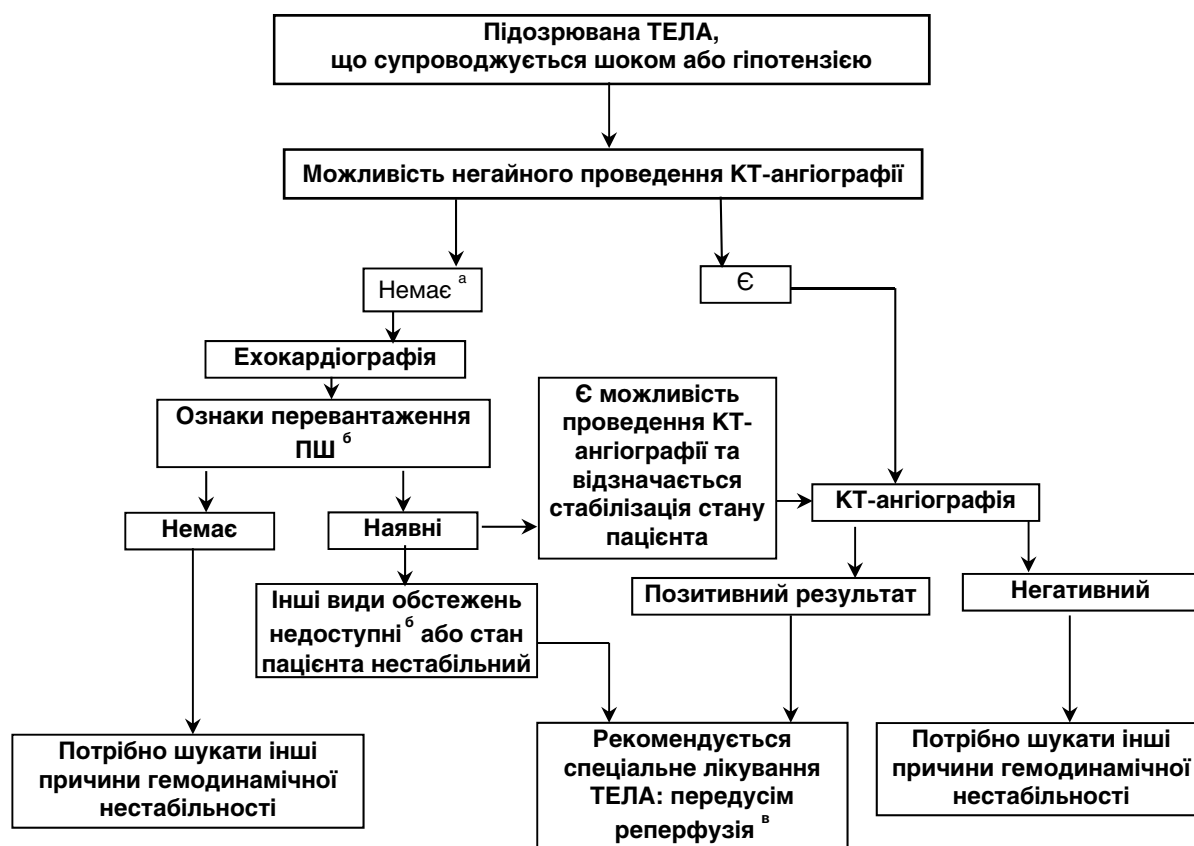 Підозрювана ТЕЛА,
що супроводжується шоком або гіпотензією
Можливість негайного проведення КТ-ангіографії
Немає а
Є
Ехокардіографія
Ознаки перевантаження
ПШ б
Є можливість
проведення КТ-
ангіографії та
відзначається
стабілізація стану
пацієнта
КТ-ангіографія
Немає
Наявні
Інші види обстежень
недоступні б або стан
пацієнта нестабільний
Позитивний результат
Негативний
Потрібно шукати інші
причини гемодинамічної
нестабільності
Рекомендується
спеціальне лікування
ТЕЛА: передусім
реперфузія в
Потрібно шукати інші
причини гемодинамічної
нестабільності